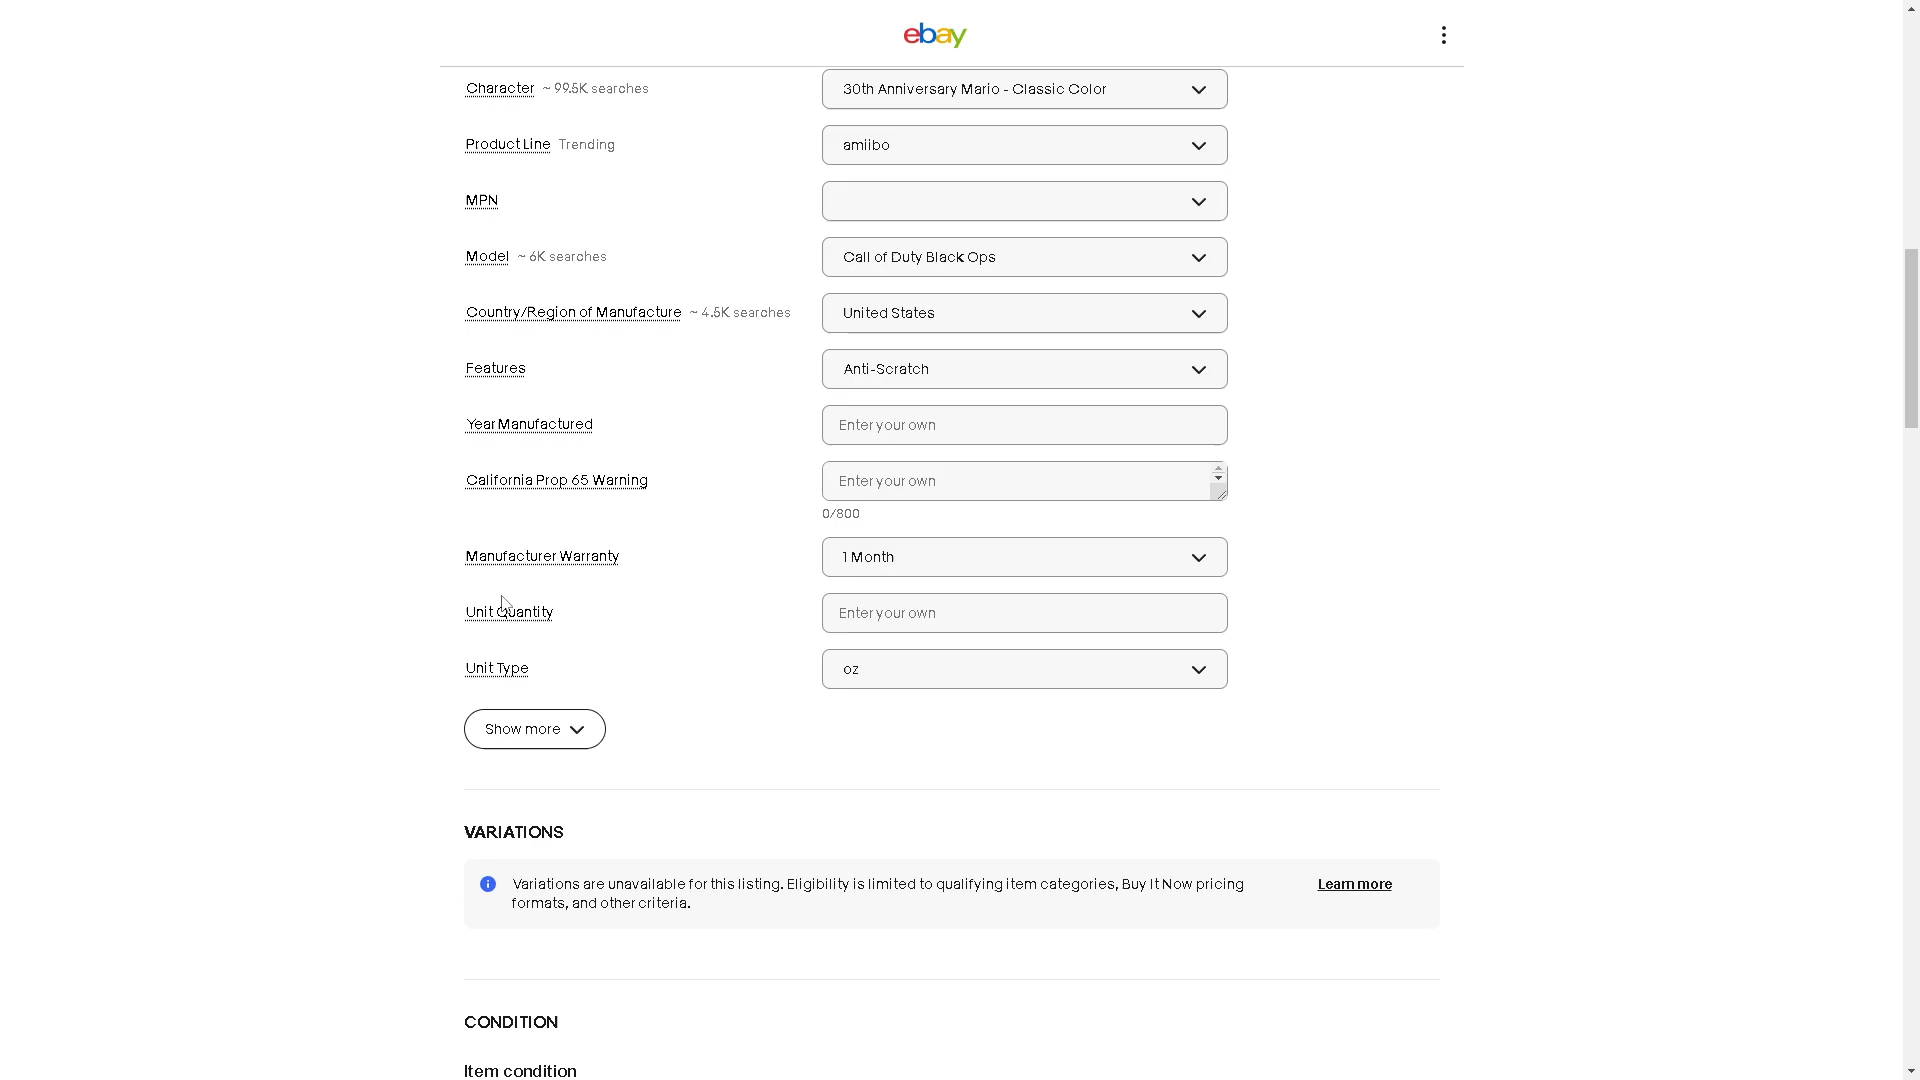 ebay
Character ~ 99.5K searches
30th Anniversary Mario - Classic Color
Product Line Trending
amiibo
MPN
Model ~ 6K searches
Call of Duty Black Ops
Country/Region of Manufacture ~ 4.5K searches
United States
Features
Anti-Scratch
Year Manufactured
Enter your own
California Prop 65 Warning
Enter your own
0/800
Manufacturer Warranty
1 Month
Unit Quantity
Enter your own
Unit Type
oz
Show more
VARIATIONS
Variations are unavailable for this listing. Eligibility is limited to qualifying item categories, Buy It Now pricing
formats, and other criteria.
Learn more
CONDITION
Item condition